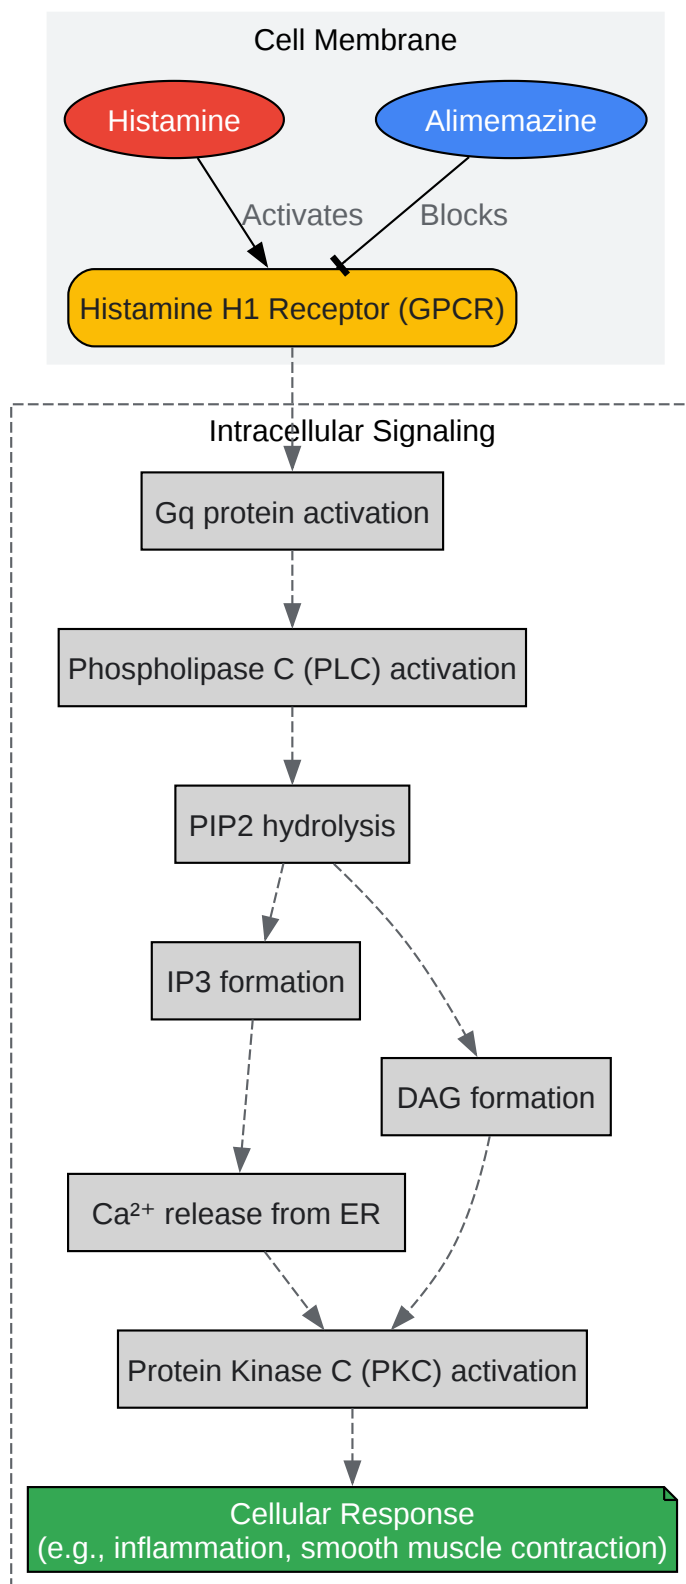 Cell Membrane
Histamine
Alimemazine
Activates
Blocks
Histamine H1 Receptor (GPCR)
Intracellular Signaling
Gq protein activation
Phospholipase C (PLC) activation
PIP2 hydrolysis
IP3 formation
DAG formation
Ca²⁺ release from ER
Protein Kinase C (PKC) activation
Cellular Response
(e.g., inflammation, smooth muscle contraction)